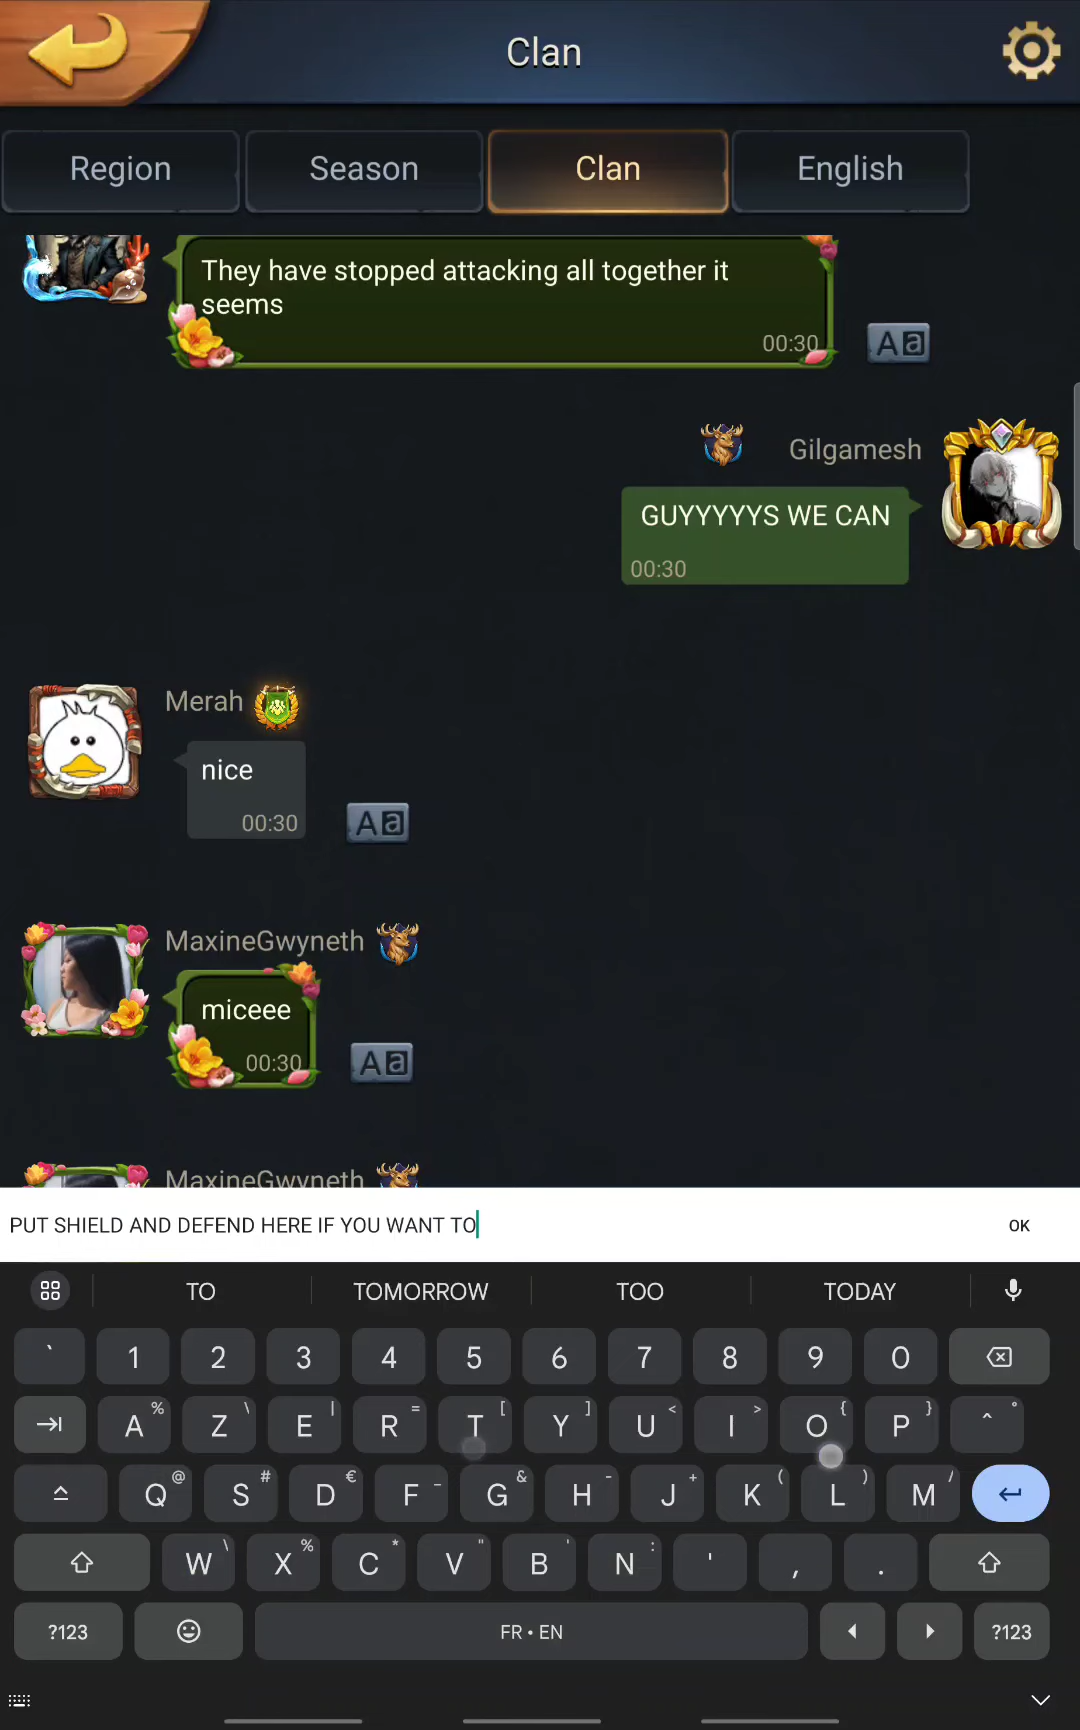 Clan
Region
Season
Clan
English
They have stopped attacking all together it
seems
00:30
Aa
Gilgamesh
GUYYYYYS WE CAN
00:30
Merah
nice
00:30
Aa
MaxineGwyneth
miceee
00:30
Aa
MaxineGwyneth
PUT SHIELD AND DEFEND HERE IF YOU WANT TO
OK
TO TOMORROW TOO TODAY
` 1 2 3 4 5 6 7 8 9 0
A % Z \ E | R = T [ Y ] U < I > O { P } ^ °
Q @ S # D € F - G & H - J + K ( L ) M /
W \ X % C * V " B ' N : ' , .
?123 FR • EN ?123